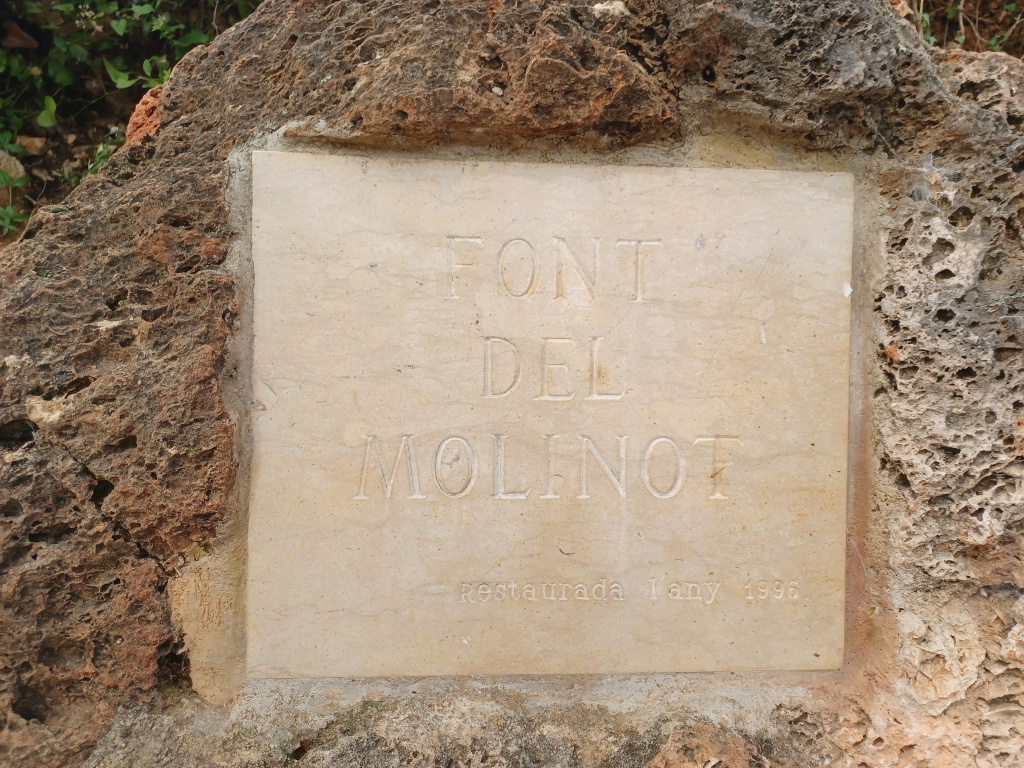 FONT
DEL
MOLINOT
Restaurada l'any 1996